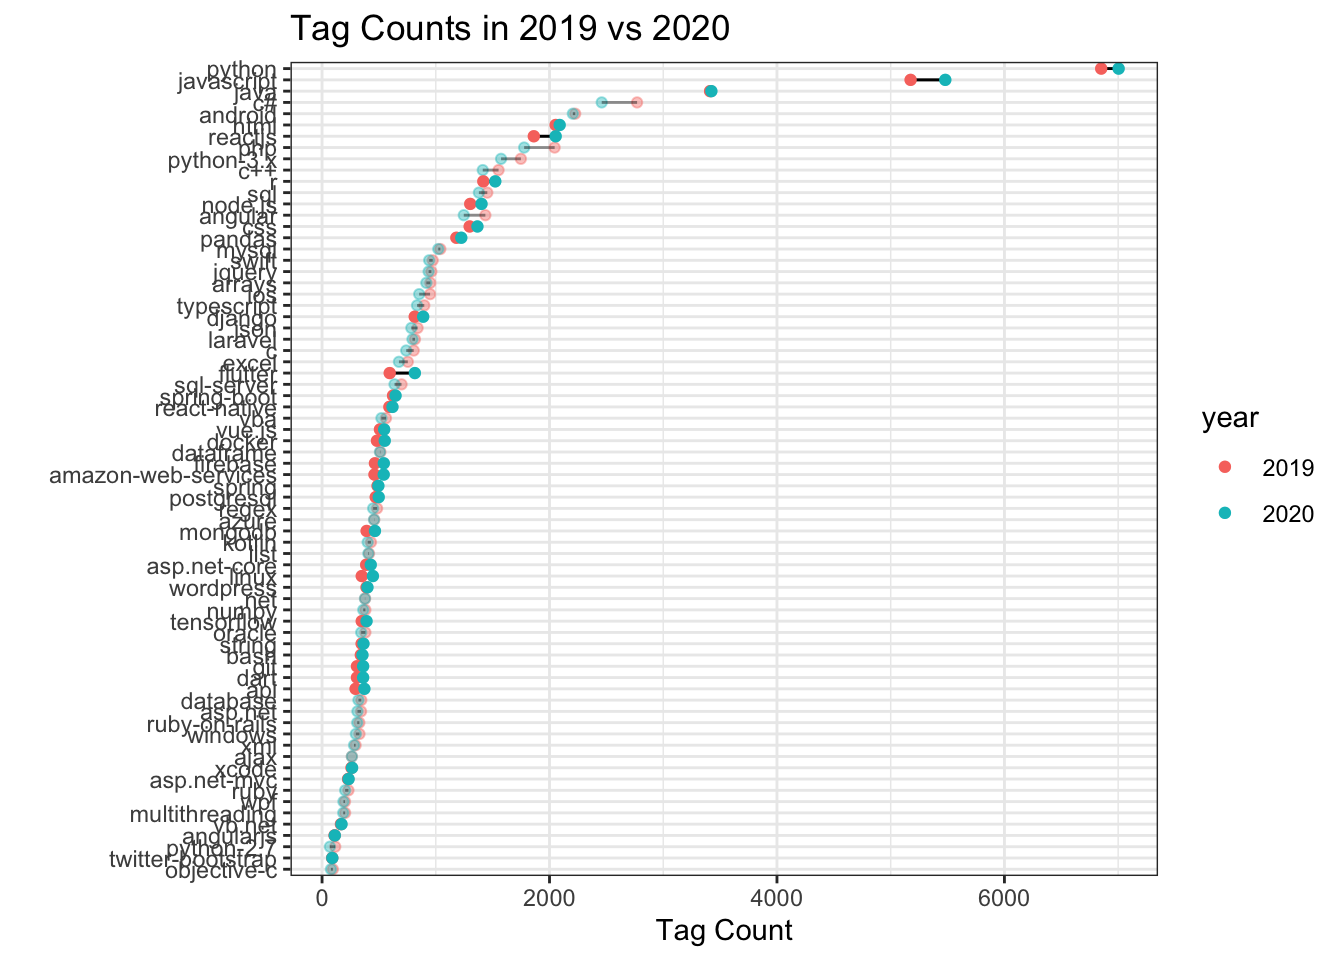 Tag Counts in 2019 vs 2020
python
javascript
java
c#
android
html
reactjs
php
python-3.x
c++
r
sql
node.js
angular
css
pandas
mysql
swift
jquery
arrays
ios
typescript
django
json
laravel
c
excel
flutter
sql-server
spring-boot
react-native
vba
vue.js
docker
dataframe
firebase
amazon-web-services
spring
postgresql
regex
azure
mongodb
kotlin
list
asp.net-core
linux
wordpress
.net
numpy
tensorflow
oracle
string
bash
git
dart
api
database
asp.net
ruby-on-rails
windows
xml
ajax
xcode
asp.net-mvc
ruby
wpf
multithreading
vb.net
angularjs
python-2.7
twitter-bootstrap
objective-c
0 2000 4000 6000
Tag Count
year
2019
2020